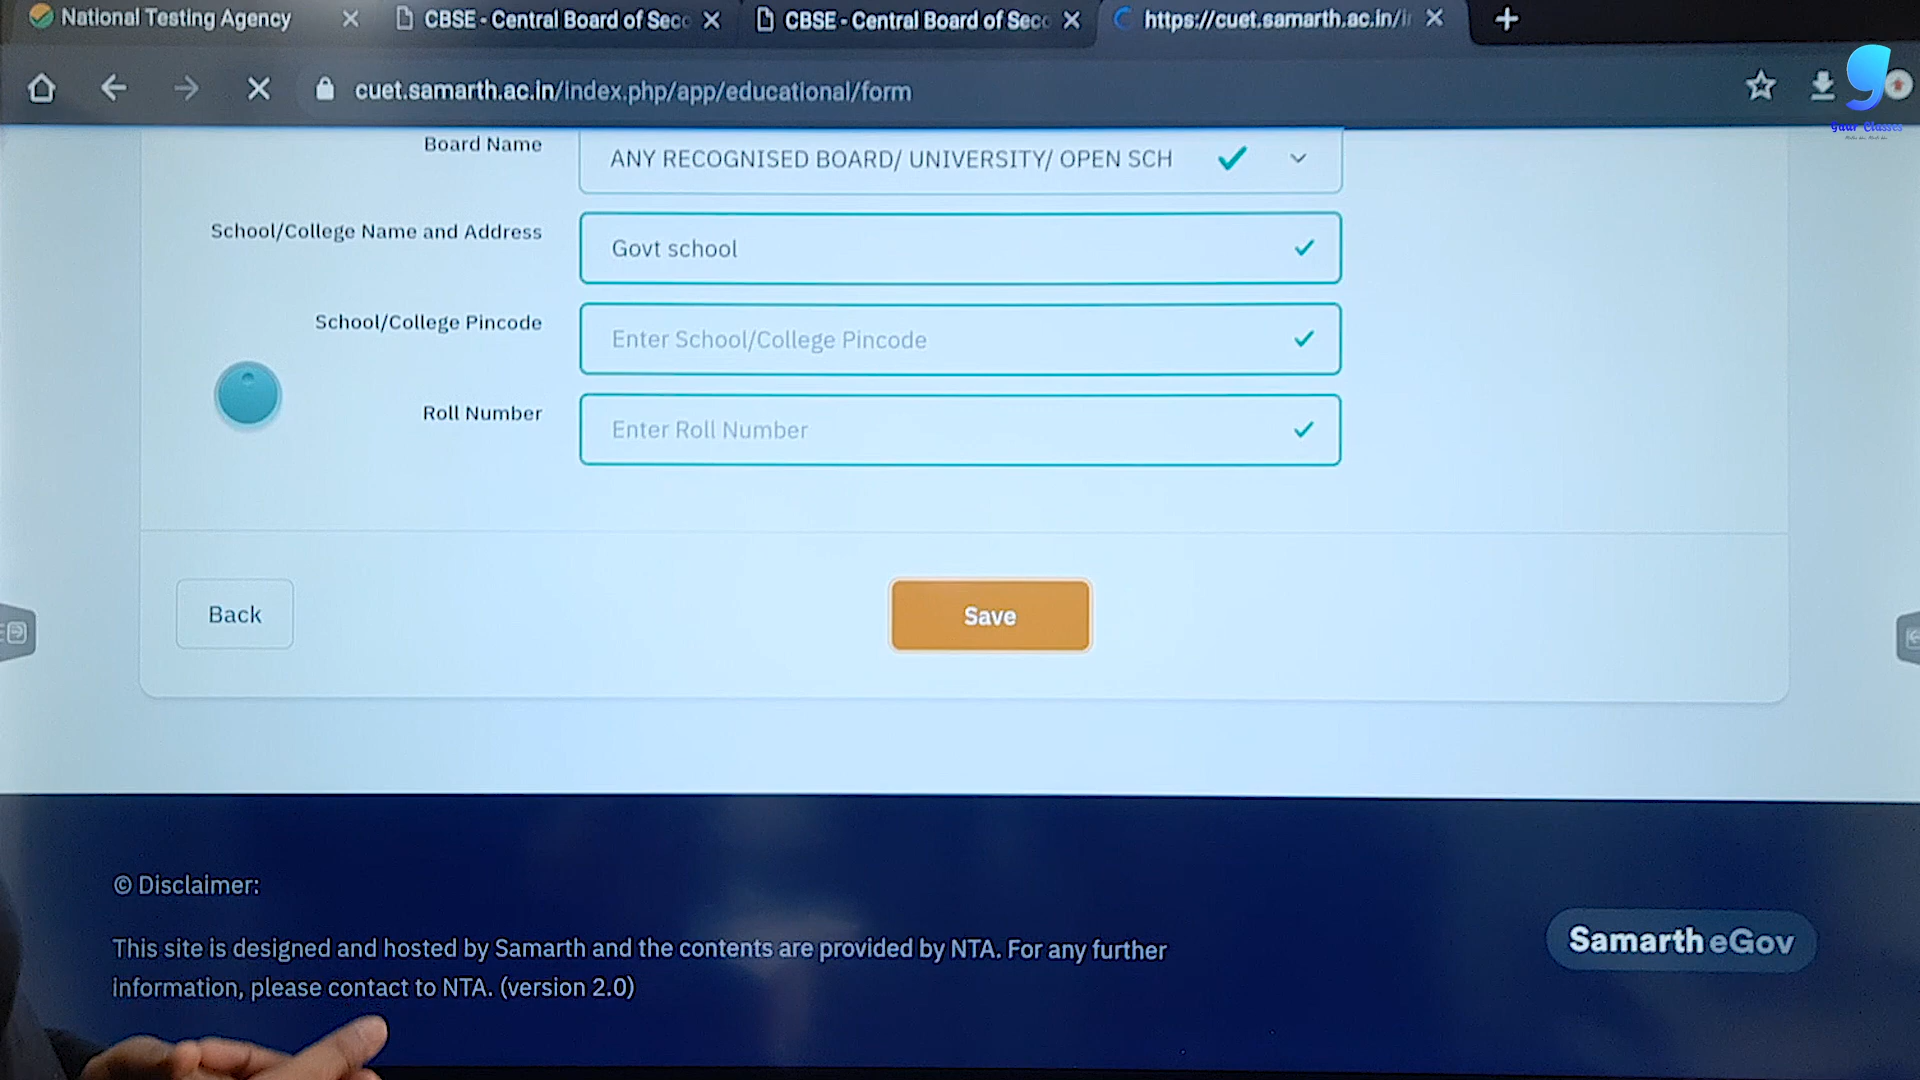 National Testing Agency
CBSE - Central Board of Seco
CBSE - Central Board of Seco
https://cuet.samarth.ac.in/i
cuet.samarth.ac.in/index.php/app/educational/form
Gaur Classes
Board Name
ANY RECOGNISED BOARD/ UNIVERSITY/ OPEN SCH
School/College Name and Address
Govt school
School/College Pincode
Enter School/College Pincode
Roll Number
Enter Roll Number
Back
Save
© Disclaimer:
This site is designed and hosted by Samarth and the contents are provided by NTA. For any further
information, please contact to NTA. (version 2.0)
Samarth eGov